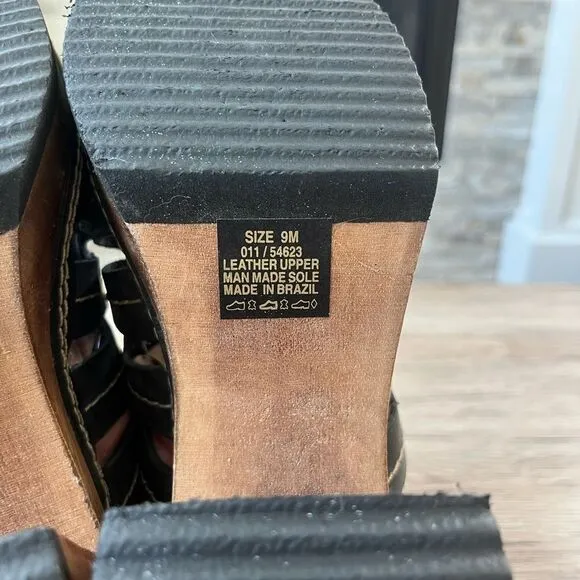 SIZE 9M
011 / 54623
LEATHER UPPER
MAN MADE SOLE
MADE IN BRAZIL